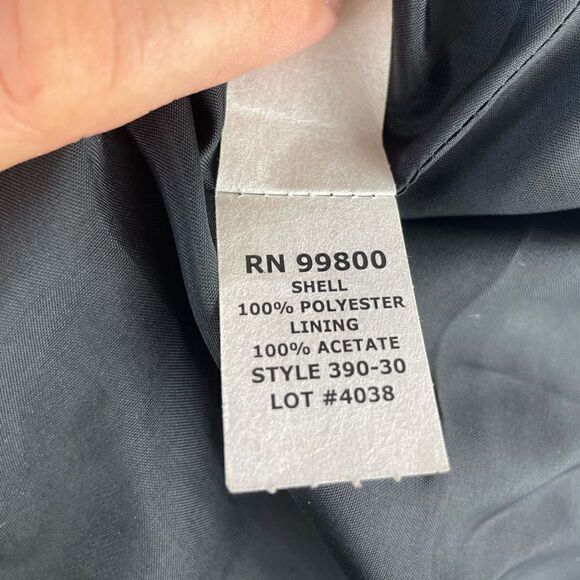 RN 99800
SHELL
100% POLYESTER
LINING
100% ACETATE
STYLE 390-30
LOT #4038